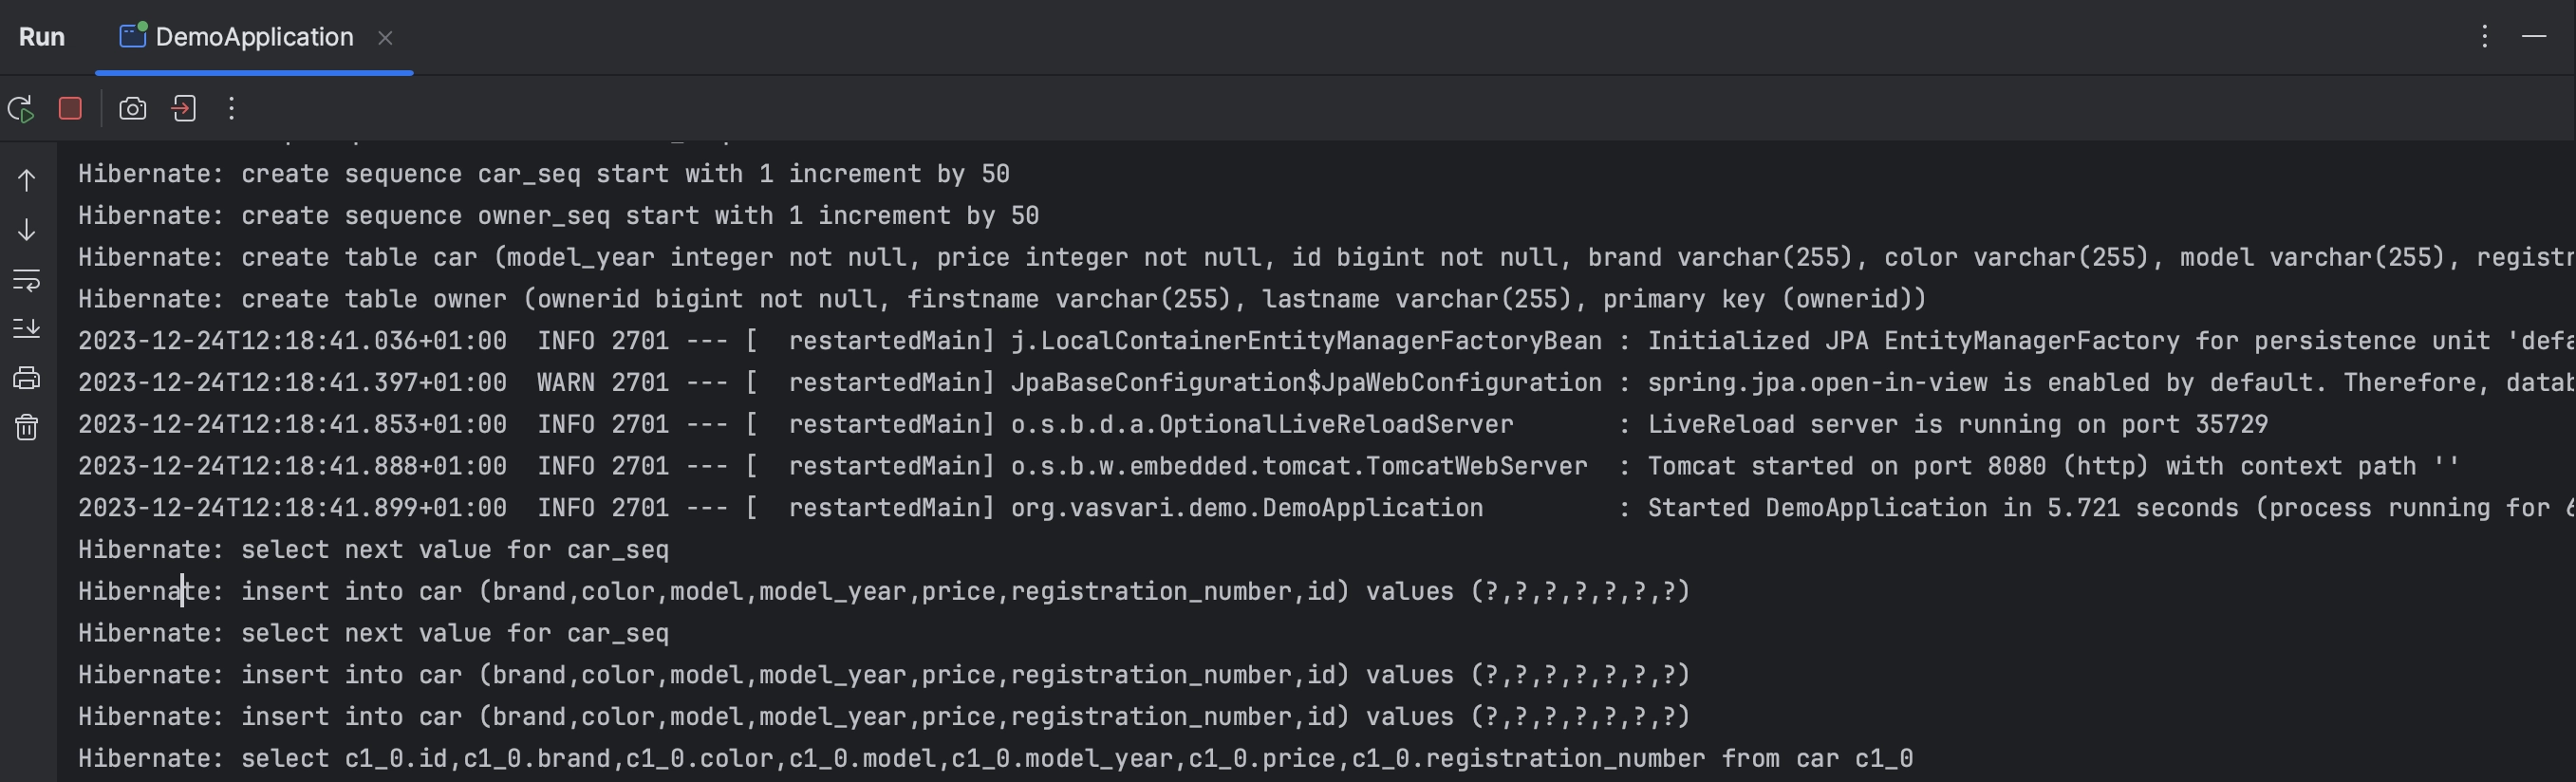 Run DemoApplication
Hibernate: create sequence car_seq start with 1 increment by 50
Hibernate: create sequence owner_seq start with 1 increment by 50
Hibernate: create table car (model_year integer not null, price integer not null, id bigint not null, brand varchar(255), color varchar(255), model varchar(255), registr
Hibernate: create table owner (ownerid bigint not null, firstname varchar(255), lastname varchar(255), primary key (ownerid))
2023-12-24T12:18:41.036+01:00  INFO 2701 --- [  restartedMain] j.LocalContainerEntityManagerFactoryBean : Initialized JPA EntityManagerFactory for persistence unit 'defa
2023-12-24T12:18:41.397+01:00  WARN 2701 --- [  restartedMain] JpaBaseConfiguration$JpaWebConfiguration : spring.jpa.open-in-view is enabled by default. Therefore, datab
2023-12-24T12:18:41.853+01:00  INFO 2701 --- [  restartedMain] o.s.b.d.a.OptionalLiveReloadServer       : LiveReload server is running on port 35729
2023-12-24T12:18:41.888+01:00  INFO 2701 --- [  restartedMain] o.s.b.w.embedded.tomcat.TomcatWebServer  : Tomcat started on port 8080 (http) with context path ''
2023-12-24T12:18:41.899+01:00  INFO 2701 --- [  restartedMain] org.vasvari.demo.DemoApplication         : Started DemoApplication in 5.721 seconds (process running for 6
Hibernate: select next value for car_seq
Hibernate: insert into car (brand,color,model,model_year,price,registration_number,id) values (?,?,?,?,?,?,?)
Hibernate: select next value for car_seq
Hibernate: insert into car (brand,color,model,model_year,price,registration_number,id) values (?,?,?,?,?,?,?)
Hibernate: insert into car (brand,color,model,model_year,price,registration_number,id) values (?,?,?,?,?,?,?)
Hibernate: select c1_0.id,c1_0.brand,c1_0.color,c1_0.model,c1_0.model_year,c1_0.price,c1_0.registration_number from car c1_0